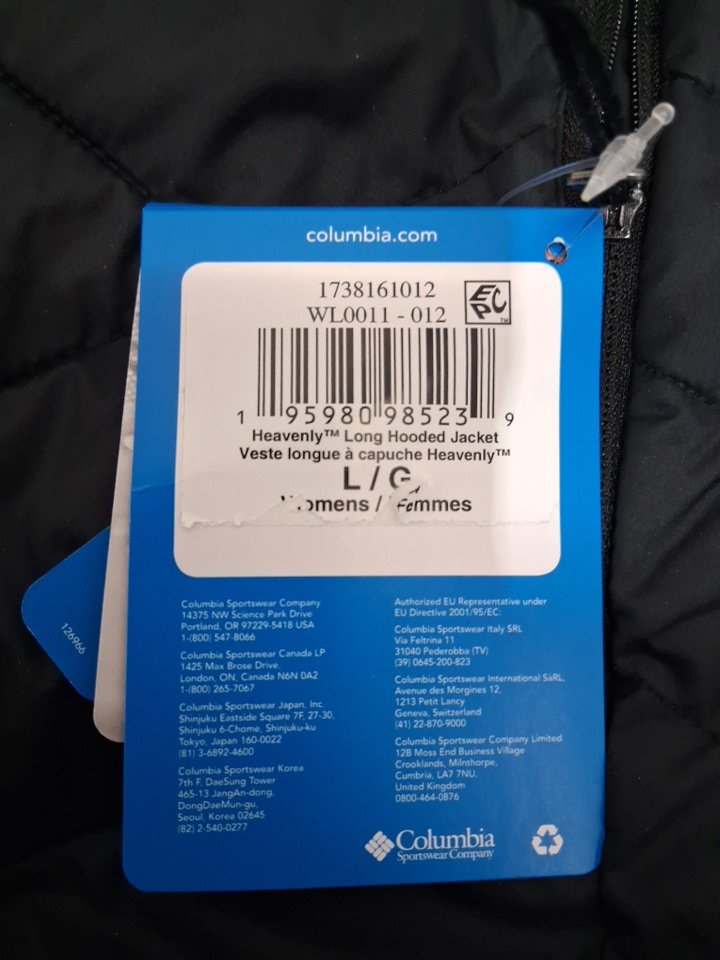 columbia.com
1738161012
WL0011 - 012
EPC™
1 95980 98523 9
Heavenly™ Long Hooded Jacket
Veste longue à capuche Heavenly™
L / G
Womens / Femmes
Columbia Sportswear Company
14375 NW Science Park Drive
Portland, OR 97229-5418 USA
1-(800) 547-8066
Columbia Sportswear Canada LP
1425 Max Brose Drive,
London, ON, Canada N6N 0A2
1-(800) 265-7067
Columbia Sportswear Japan, Inc.
Shinjuku Eastside Square 7F, 27-30,
Shinjuku 6-Chome, Shinjuku-ku
Tokyo, Japan 160-0022
(81) 3-6892-4600
Columbia Sportswear Korea
7th F. DaeSung Tower
465-13 JangAn-dong,
DongDaeMun-gu,
Seoul, Korea 02645
(82) 2-540-0277
Authorized EU Representative under
EU Directive 2001/95/EC:
Columbia Sportswear Italy SRL
Via Feltrina 11
31040 Pederobba (TV)
(39) 0645-200-823
Columbia Sportswear International SàRL,
Avenue des Morgines 12,
1213 Petit Lancy
Geneva, Switzerland
(41) 22-870-9000
Columbia Sportswear Company Limited
12B Moss End Business Village
Crooklands, Milnthorpe,
Cumbria, LA7 7NU,
United Kingdom
0800-464-0876
Columbia
Sportswear Company
126966